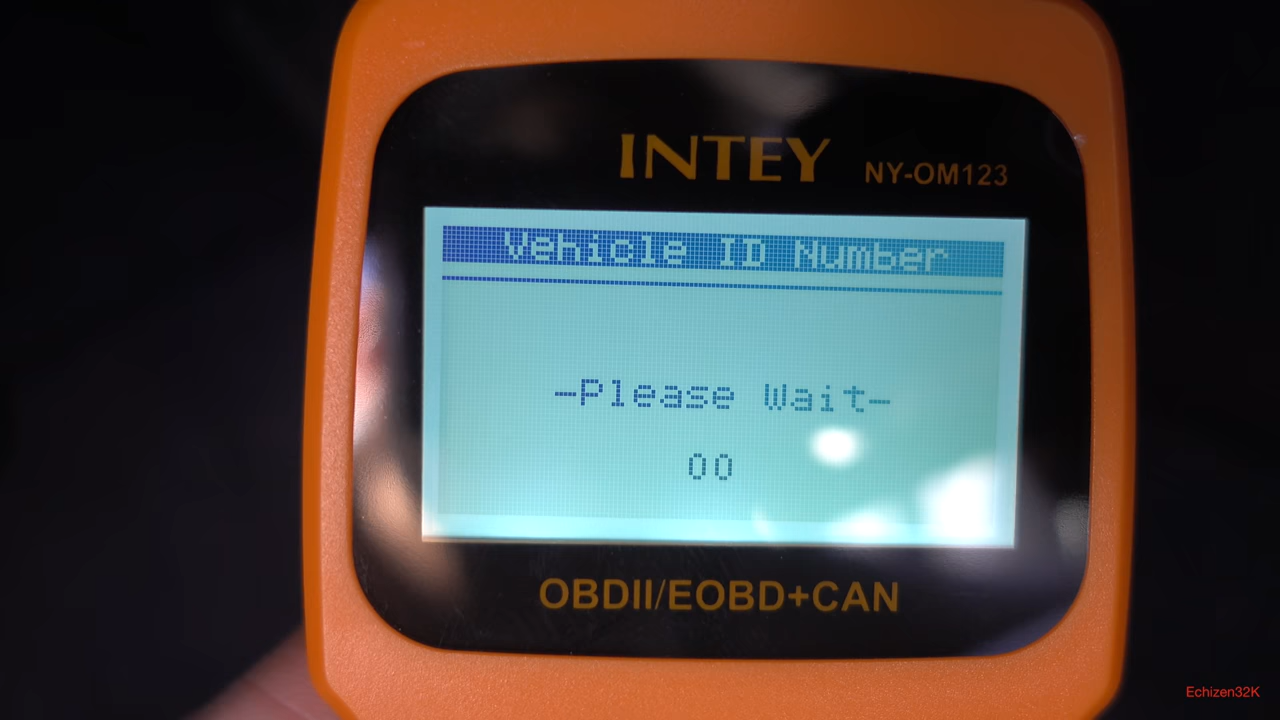 INTEY NY-OM123
Vehicle ID Number
-Please Wait-
00
OBDII/EOBD+CAN
Echizen32K